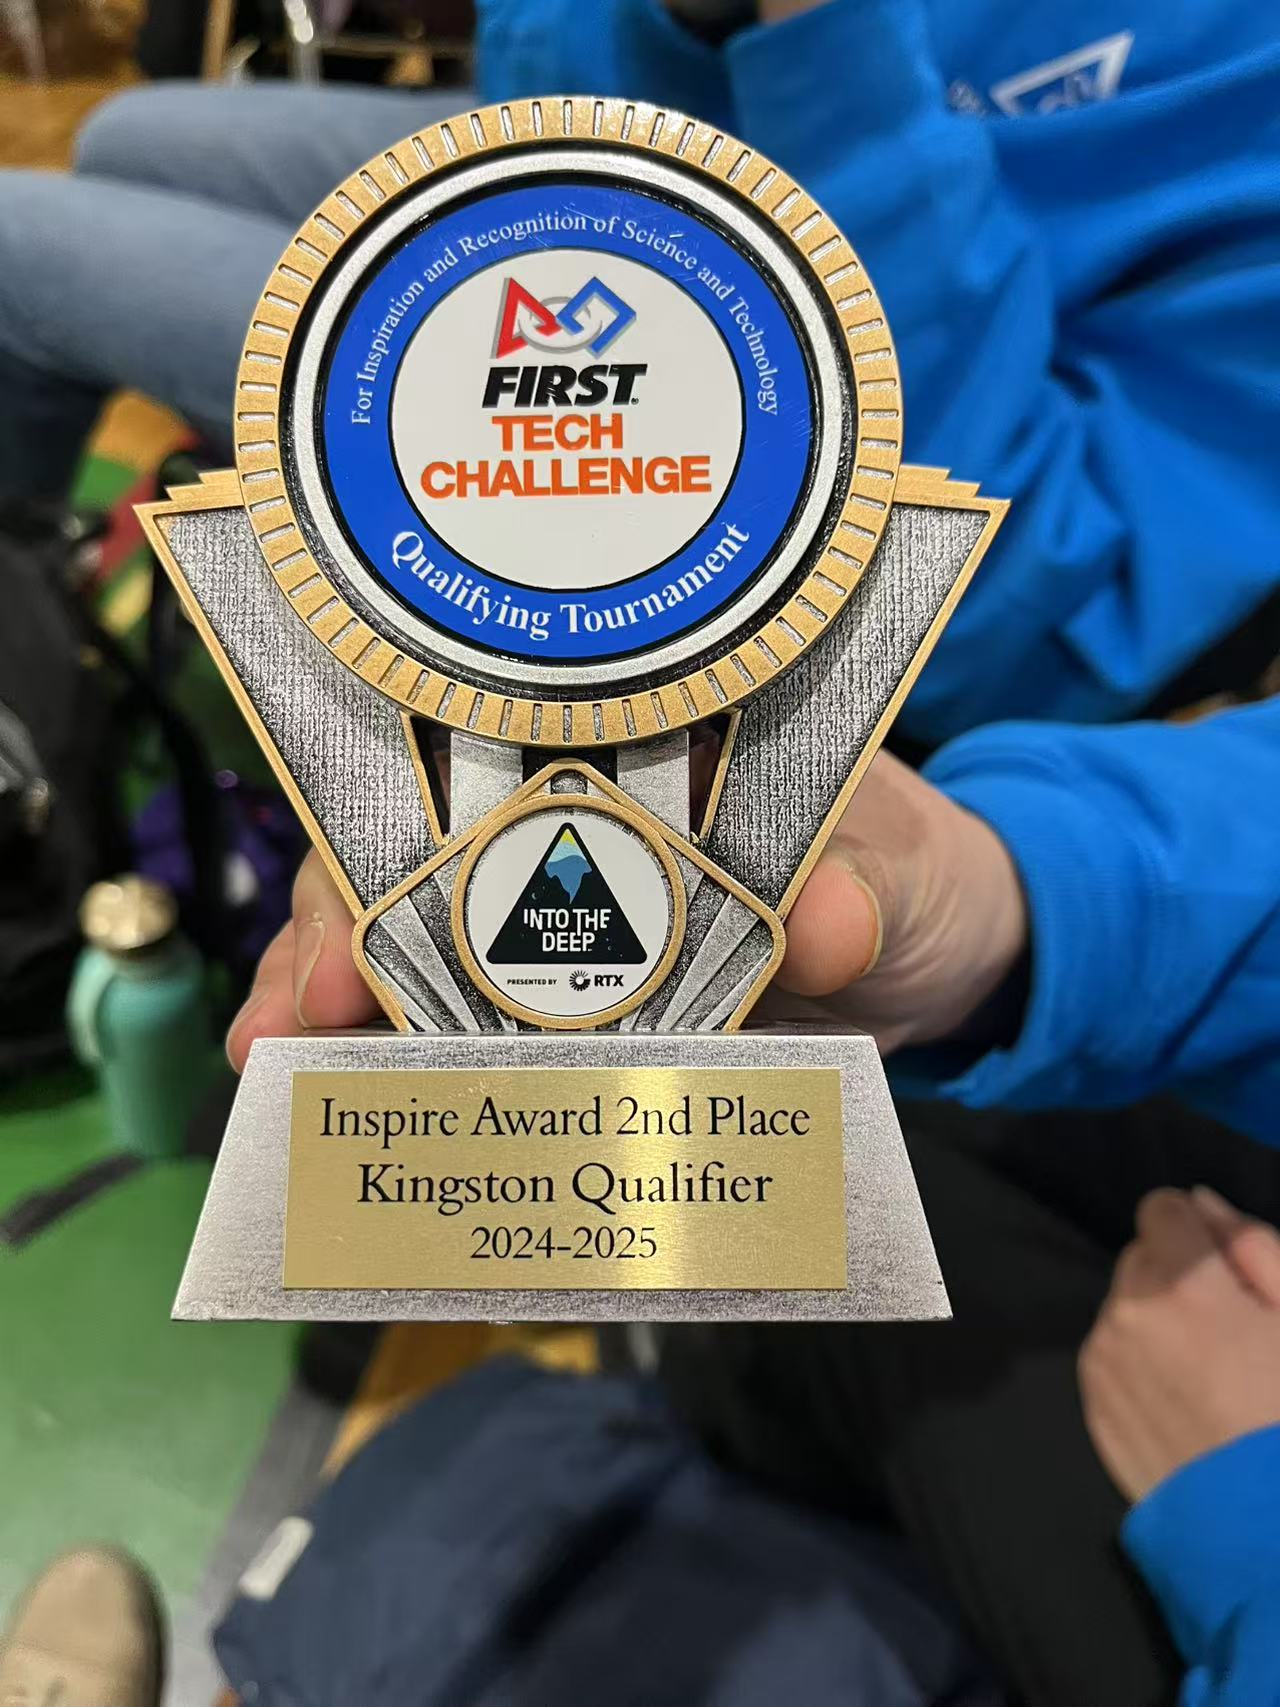 For Inspiration and Recognition of Science and Technology
FIRST
TECH
CHALLENGE
Qualifying Tournament
INTO THE
DEEP
PRESENTED BY RTX
Inspire Award 2nd Place
Kingston Qualifier
2024-2025